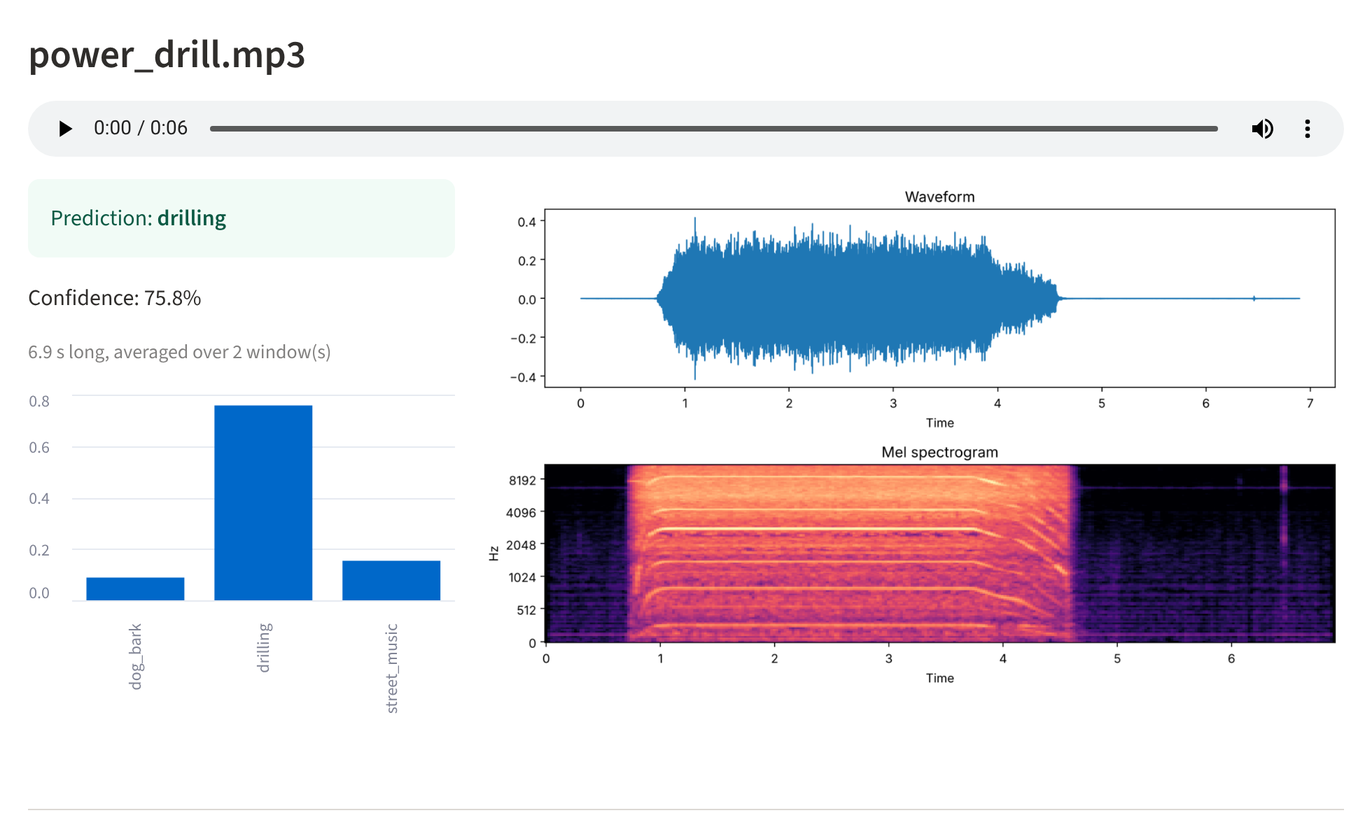 power_drill.mp3
0:00 / 0:06
Prediction: drilling
Confidence: 75.8%
6.9 s long, averaged over 2 window(s)
0.8
0.6
0.4
0.2
0.0
dog_bark
drilling
street_music
Waveform
0.4
0.2
0.0
−0.2
−0.4
0 1 2 3 4 5 6 7
Time
Mel spectrogram
Hz
8192
4096
2048
1024
512
0
0 1 2 3 4 5 6
Time